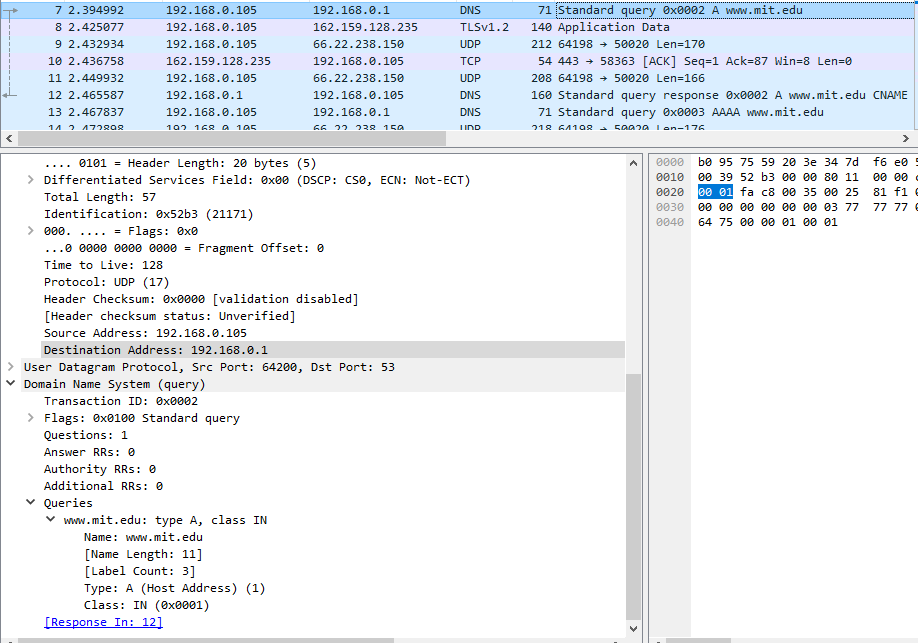 7 2.394992 192.168.0.105 192.168.0.1 DNS 71 Standard query 0x0002 A www.mit.edu
8 2.425077 192.168.0.105 162.159.128.235 TLSv1.2 140 Application Data
9 2.432934 192.168.0.105 66.22.238.150 UDP 212 64198 → 50020 Len=170
10 2.436758 162.159.128.235 192.168.0.105 TCP 54 443 → 58363 [ACK] Seq=1 Ack=87 Win=8 Len=0
11 2.449932 192.168.0.105 66.22.238.150 UDP 208 64198 → 50020 Len=166
12 2.465587 192.168.0.1 192.168.0.105 DNS 160 Standard query response 0x0002 A www.mit.edu CNAME
13 2.467837 192.168.0.105 192.168.0.1 DNS 71 Standard query 0x0003 AAAA www.mit.edu
14 2.472898 192.168.0.105 66.22.238.150 UDP 218 64198 → 50020 Len=176
.... 0101 = Header Length: 20 bytes (5)
Differentiated Services Field: 0x00 (DSCP: CS0, ECN: Not-ECT)
Total Length: 57
Identification: 0x52b3 (21171)
000. .... = Flags: 0x0
...0 0000 0000 0000 = Fragment Offset: 0
Time to Live: 128
Protocol: UDP (17)
Header Checksum: 0x0000 [validation disabled]
[Header checksum status: Unverified]
Source Address: 192.168.0.105
Destination Address: 192.168.0.1
User Datagram Protocol, Src Port: 64200, Dst Port: 53
Domain Name System (query)
Transaction ID: 0x0002
Flags: 0x0100 Standard query
Questions: 1
Answer RRs: 0
Authority RRs: 0
Additional RRs: 0
Queries
www.mit.edu: type A, class IN
Name: www.mit.edu
[Name Length: 11]
[Label Count: 3]
Type: A (Host Address) (1)
Class: IN (0x0001)
[Response In: 12]
0000 b0 95 75 59 20 3e 34 7d f6 e0
0010 00 39 52 b3 00 00 80 11 00 00
0020 00 01 fa c8 00 35 00 25 81 f1
0030 00 00 00 00 00 00 03 77 77 77
0040 64 75 00 00 01 00 01